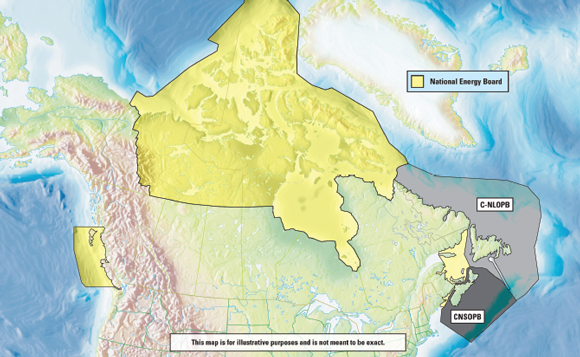 National Energy Board
C-NLOPB
CNSOPB
This map is for illustrative purposes and is not meant to be exact.